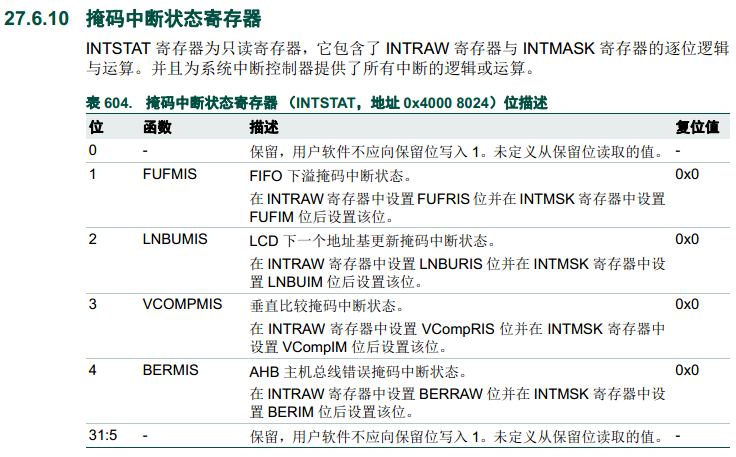 27.6.10 掩码中断状态寄存器
INTSTAT 寄存器为只读寄存器，它包含了 INTRAW 寄存器与 INTMASK 寄存器的逐位逻辑
与运算。并且为系统中断控制器提供了所有中断的逻辑或运算。
表 604. 掩码中断状态寄存器 （INTSTAT，地址 0x4000 8024）位描述
位 函数 描述 复位值
0 - 保留，用户软件不应向保留位写入 1。未定义从保留位读取的值。 -
1 FUFMIS FIFO 下溢掩码中断状态。 0x0
在 INTRAW 寄存器中设置 FUFRIS 位并在 INTMSK 寄存器中设置
FUFIM 位后设置该位。
2 LNBUMIS LCD 下一个地址基更新掩码中断状态。 0x0
在 INTRAW 寄存器中设置 LNBURIS 位并在 INTMSK 寄存器中设
置 LNBUIM 位后设置该位。
3 VCOMPMIS 垂直比较掩码中断状态。 0x0
在 INTRAW 寄存器中设置 VCompRIS 位并在 INTMSK 寄存器中
设置 VCompIM 位后设置该位。
4 BERMIS AHB 主机总线错误掩码中断状态。 0x0
在 INTRAW 寄存器中设置 BERRAW 位并在 INTMSK 寄存器中设
置 BERIM 位后设置该位。
31:5 - 保留，用户软件不应向保留位写入 1。未定义从保留位读取的值。 -